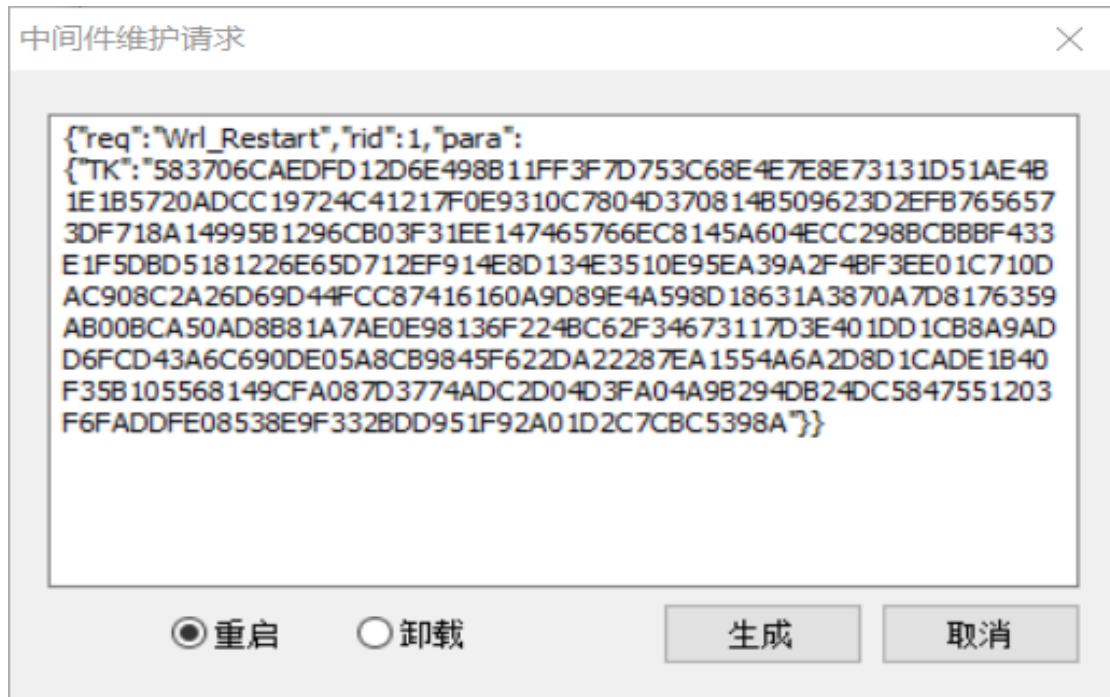 中间件维护请求
{"req":"Wrl_Restart","rid":1,"para":
{"TK":"583706CAEDFD12D6E498B11FF3F7D753C68E4E7E8E73131D51AE4B
1E1B5720ADCC19724C41217F0E9310C7804D370814B509623D2EFB765657
3DF718A14995B1296CB03F31EE147465766EC8145A604ECC298BCBBBF433
E1F5DBD5181226E65D712EF914E8D134E3510E95EA39A2F4BF3EE01C710D
AC908C2A26D69D44FCC87416160A9D89E4A598D18631A3870A7D8176359
AB00BCA50AD8B81A7AE0E98136F224BC62F34673117D3E401DD1CB8A9AD
D6FCD43A6C690DE05A8CB9845F622DA22287EA1554A6A2D8D1CADE1B40
F35B105568149CFA087D3774ADC2D04D3FA04A9B294DB24DC5847551203
F6FADDFE08538E9F332BDD951F92A01D2C7CBC5398A"}}
重启 卸载 生成 取消